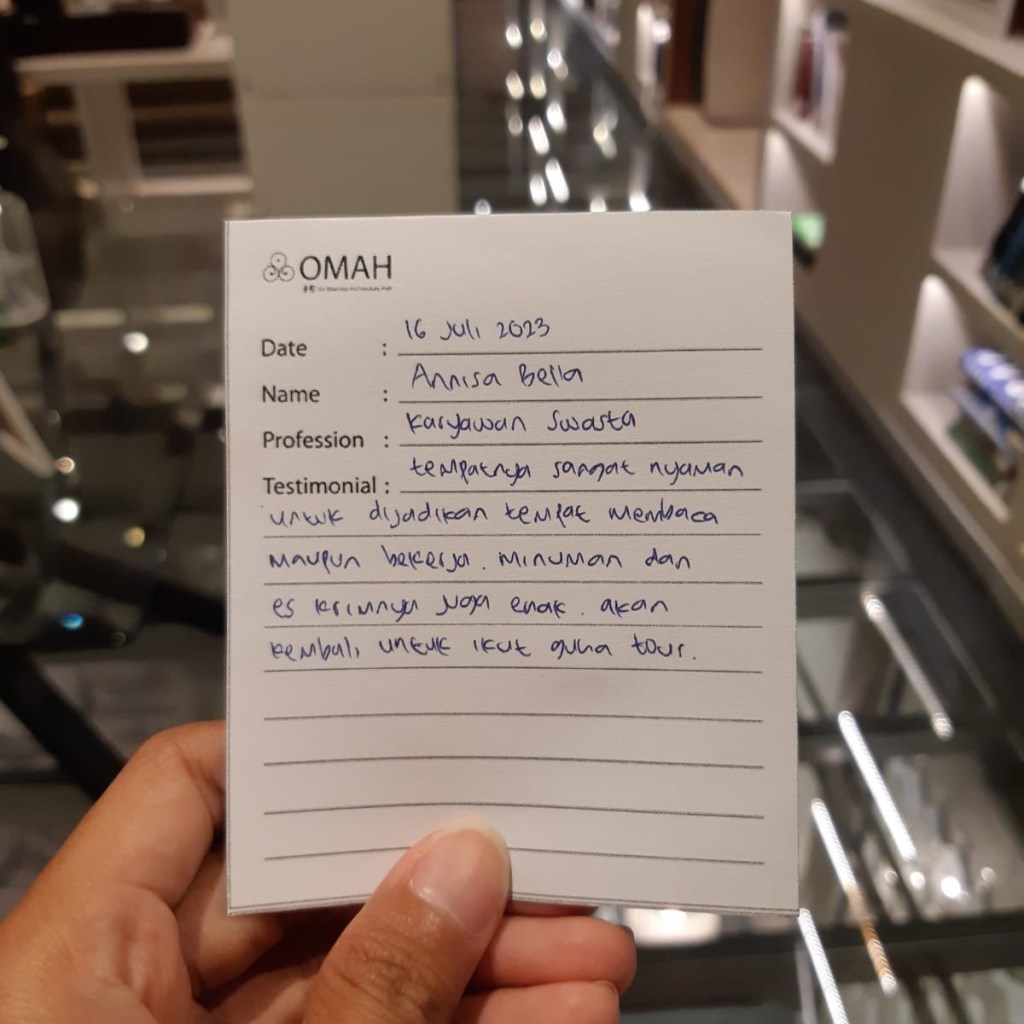 OMAH
Date : 16 Juli 2023
Name : Annisa Bella
Profession : Karyawan Swasta
Testimonial : tempatnya sangat nyaman
untuk dijadikan tempat membaca
maupun bekerja. minuman dan
es krimnya juga enak. akan
kembali untuk ikut guha tour.